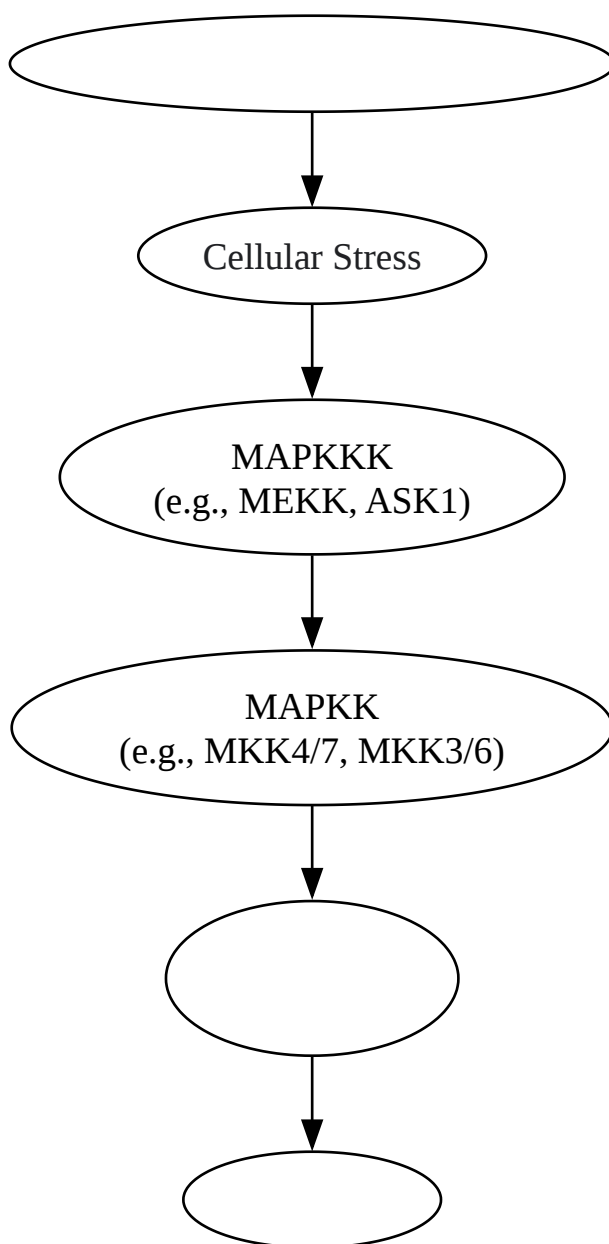 Cellular Stress
MAPKKK
(e.g., MEKK, ASK1)
MAPKK
(e.g., MKK4/7, MKK3/6)